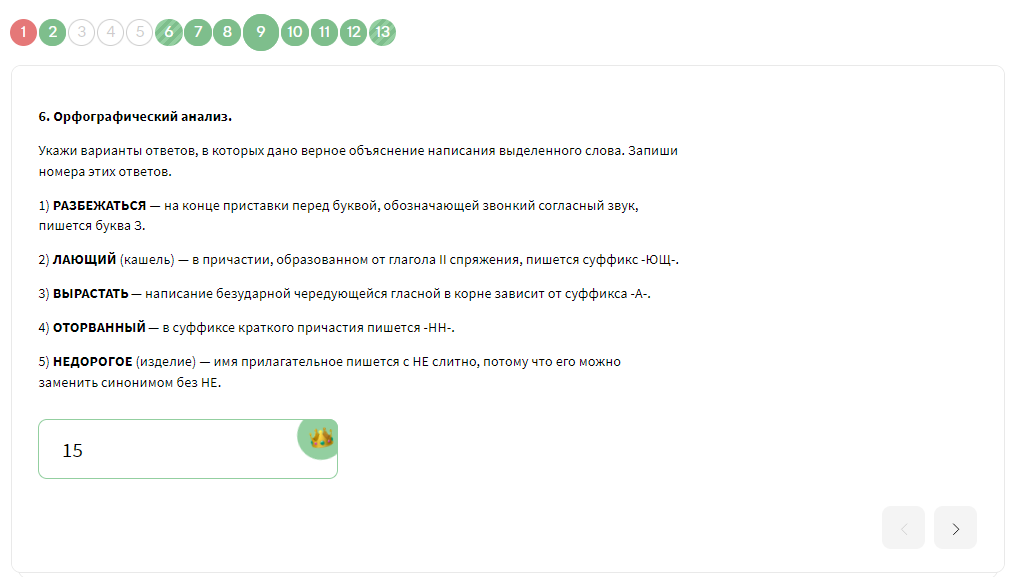 1 2 3 4 5 6 7 8 9 10 11 12 13
6. Орфографический анализ.
Укажи варианты ответов, в которых дано верное объяснение написания выделенного слова. Запиши
номера этих ответов.
1) РАЗБЕЖАТЬСЯ — на конце приставки перед буквой, обозначающей звонкий согласный звук,
пишется буква З.
2) ЛАЮЩИЙ (кашель) — в причастии, образованном от глагола II спряжения, пишется суффикс -ЮЩ-.
3) ВЫРАСТАТЬ — написание безударной чередующейся гласной в корне зависит от суффикса -А-.
4) ОТОРВАННЫЙ — в суффиксе краткого причастия пишется -НН-.
5) НЕДОРОГОЕ (изделие) — имя прилагательное пишется с НЕ слитно, потому что его можно
заменить синонимом без НЕ.
15